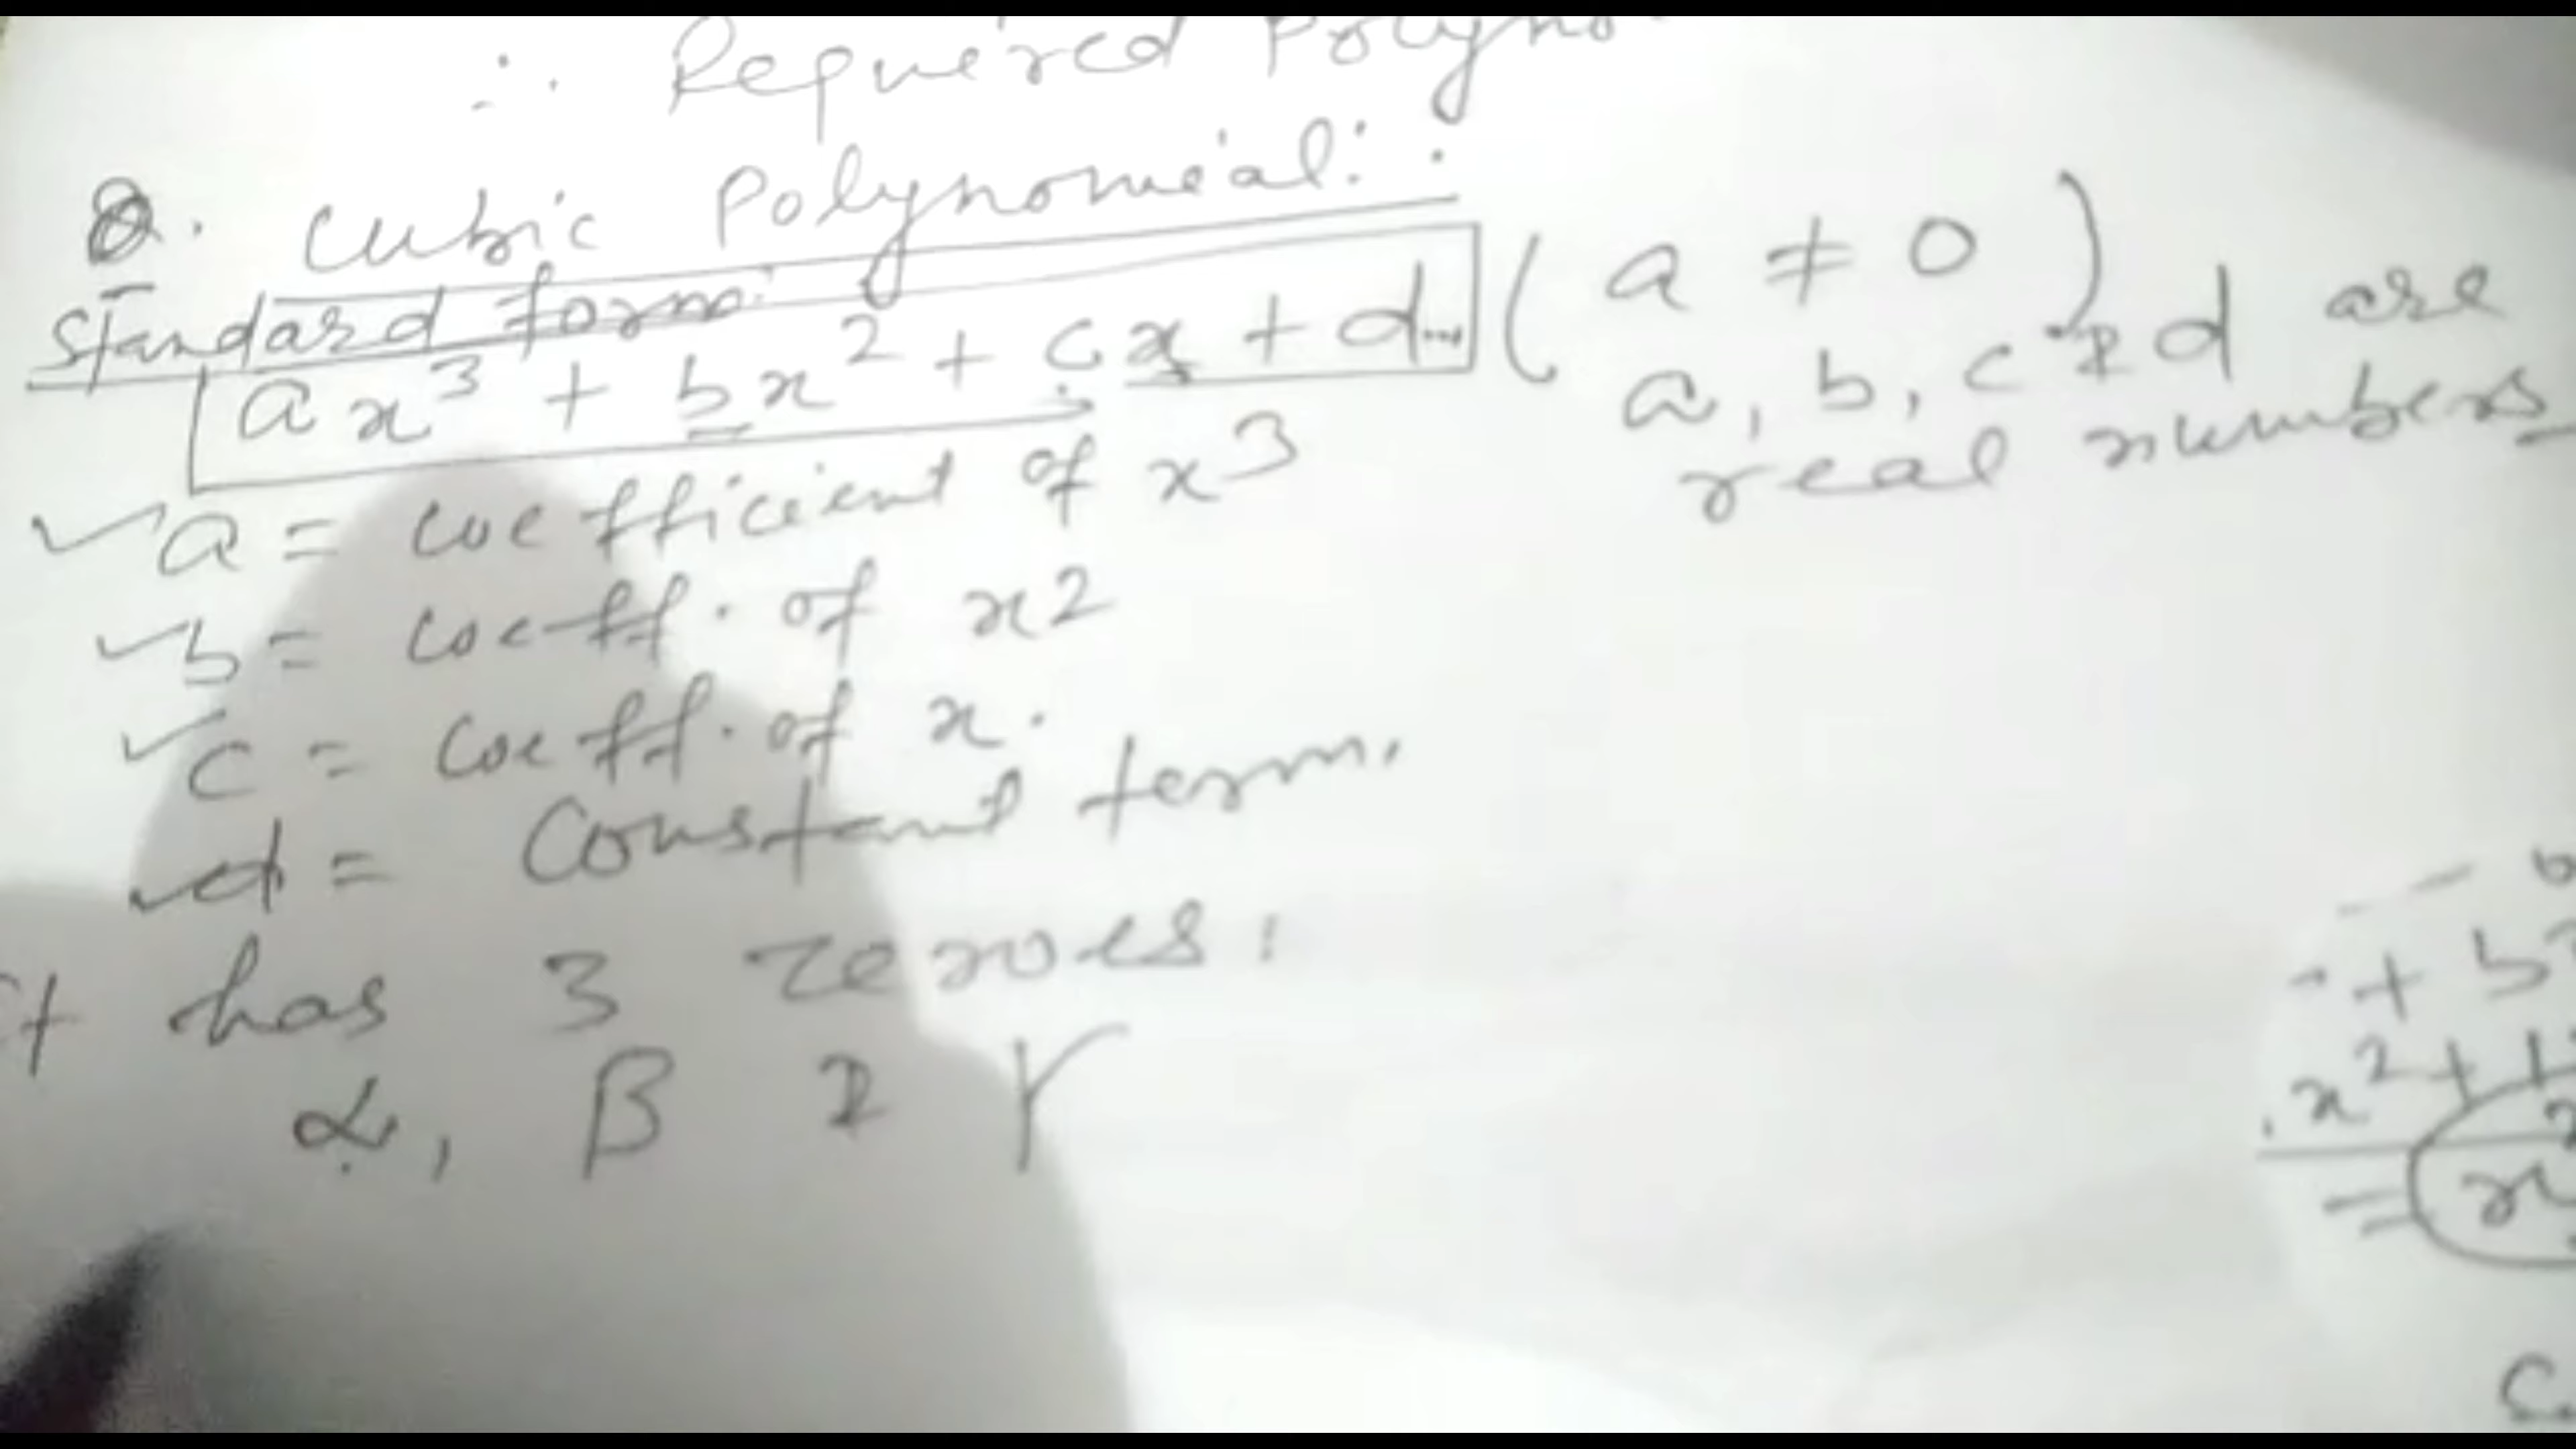 ∴ Required Polyno
Q. Cubic Polynomial:
Standard form:
ax³ + bx² + cx + d... (a ≠ 0)
a, b, c & d are
real numbers
✓a = coefficient of x³
✓b = coeff. of x2
✓c = coeff. of x.
✓d = Constant term.
It has 3 zeroes:
α, β & γ
+ b
x² +
=